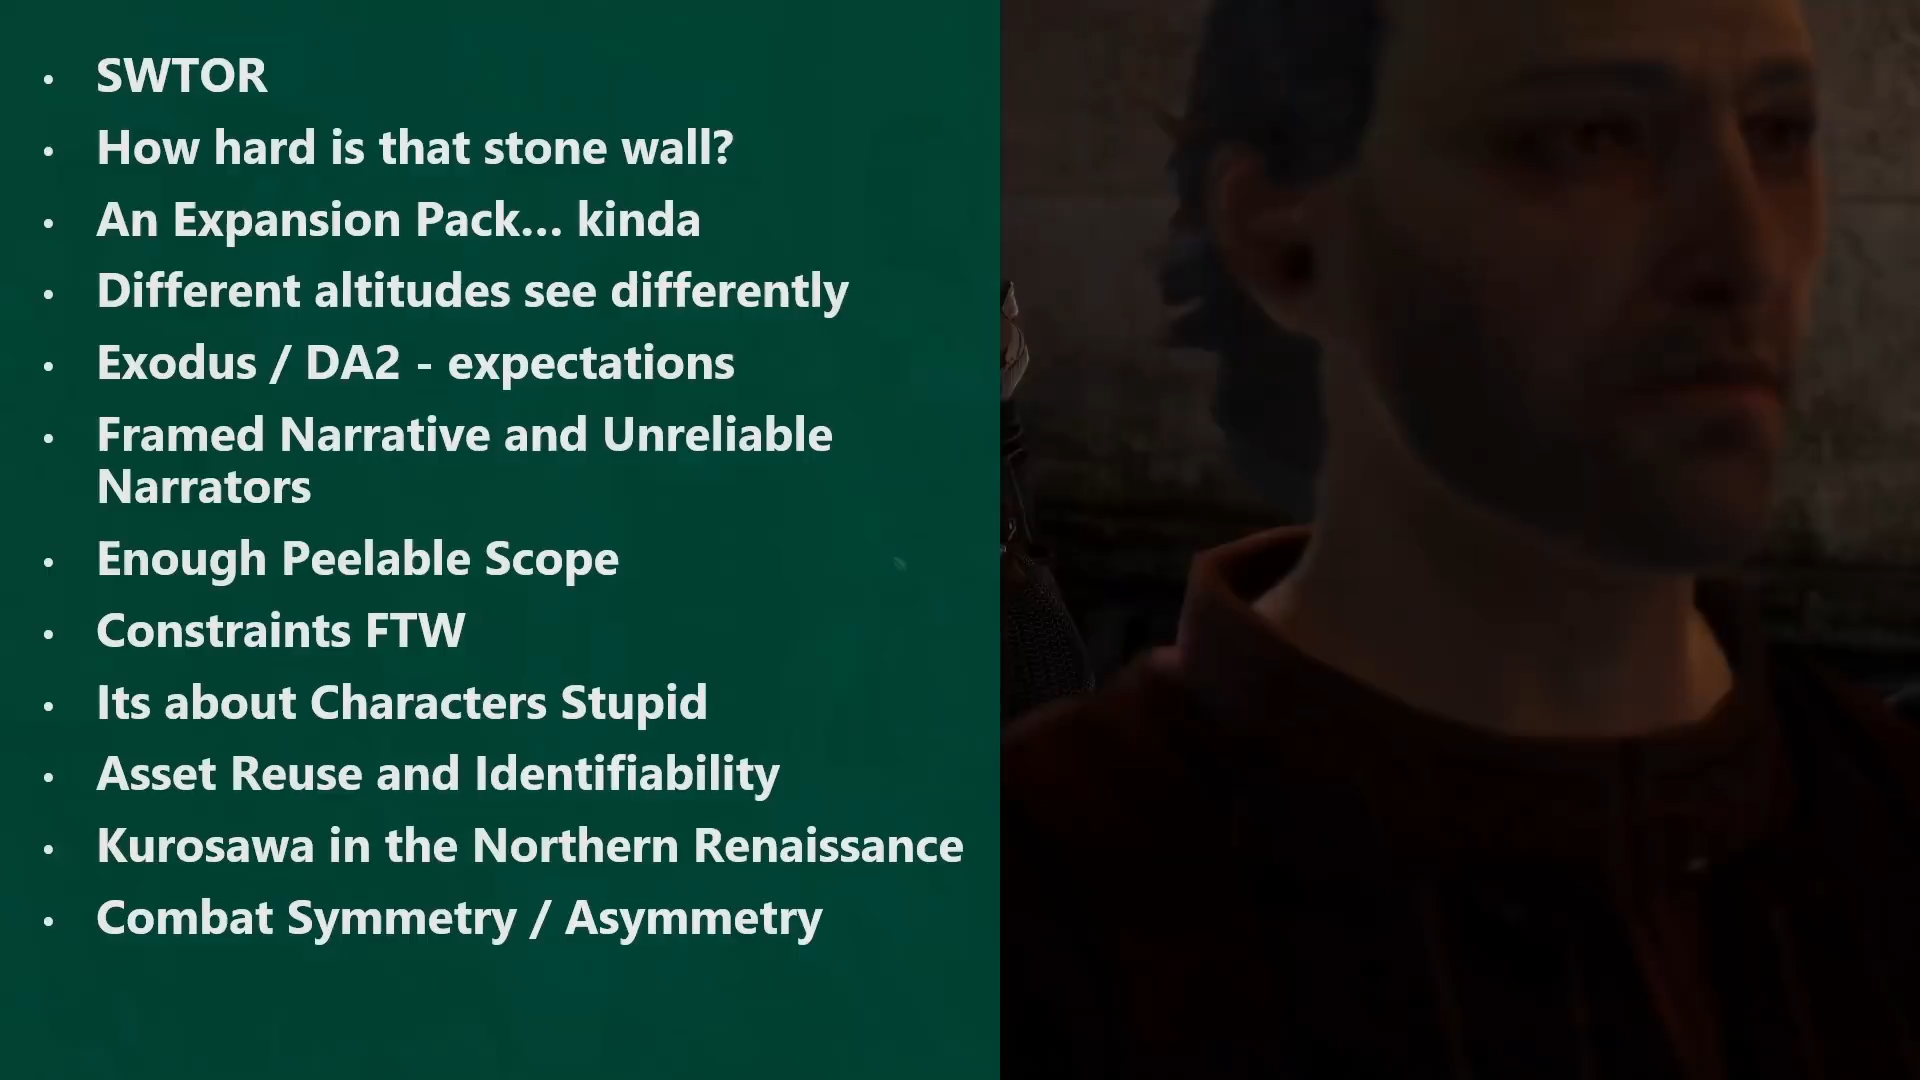 SWTOR
How hard is that stone wall?
An Expansion Pack... kinda
Different altitudes see differently
Exodus / DA2 - expectations
Framed Narrative and Unreliable
Narrators
Enough Peelable Scope
Constraints FTW
Its about Characters Stupid
Asset Reuse and Identifiability
Kurosawa in the Northern Renaissance
Combat Symmetry / Asymmetry